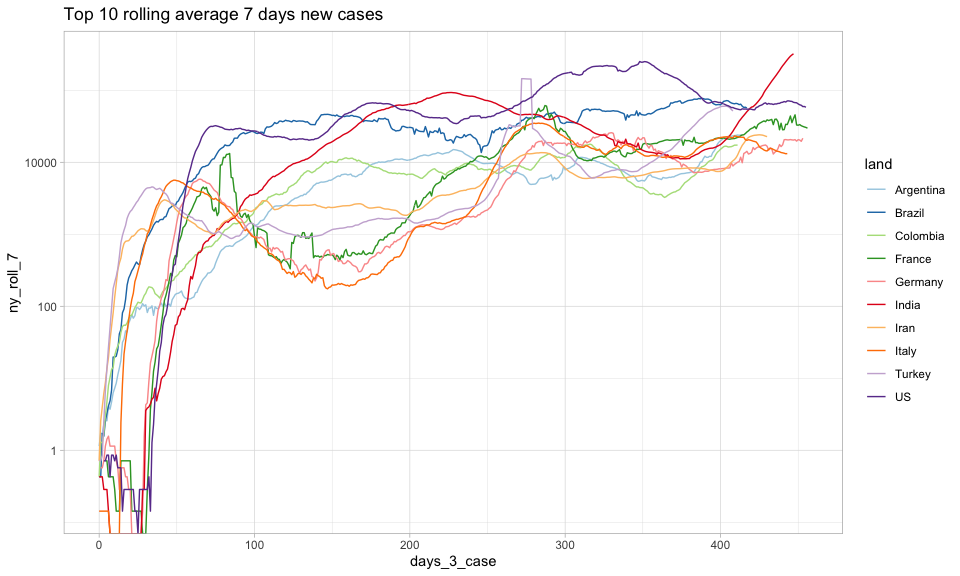 Top 10 rolling average 7 days new cases
ny_roll_7
10000
100
1
0
100
200
300
400
days_3_case
land
Argentina
Brazil
Colombia
France
Germany
India
Iran
Italy
Turkey
US